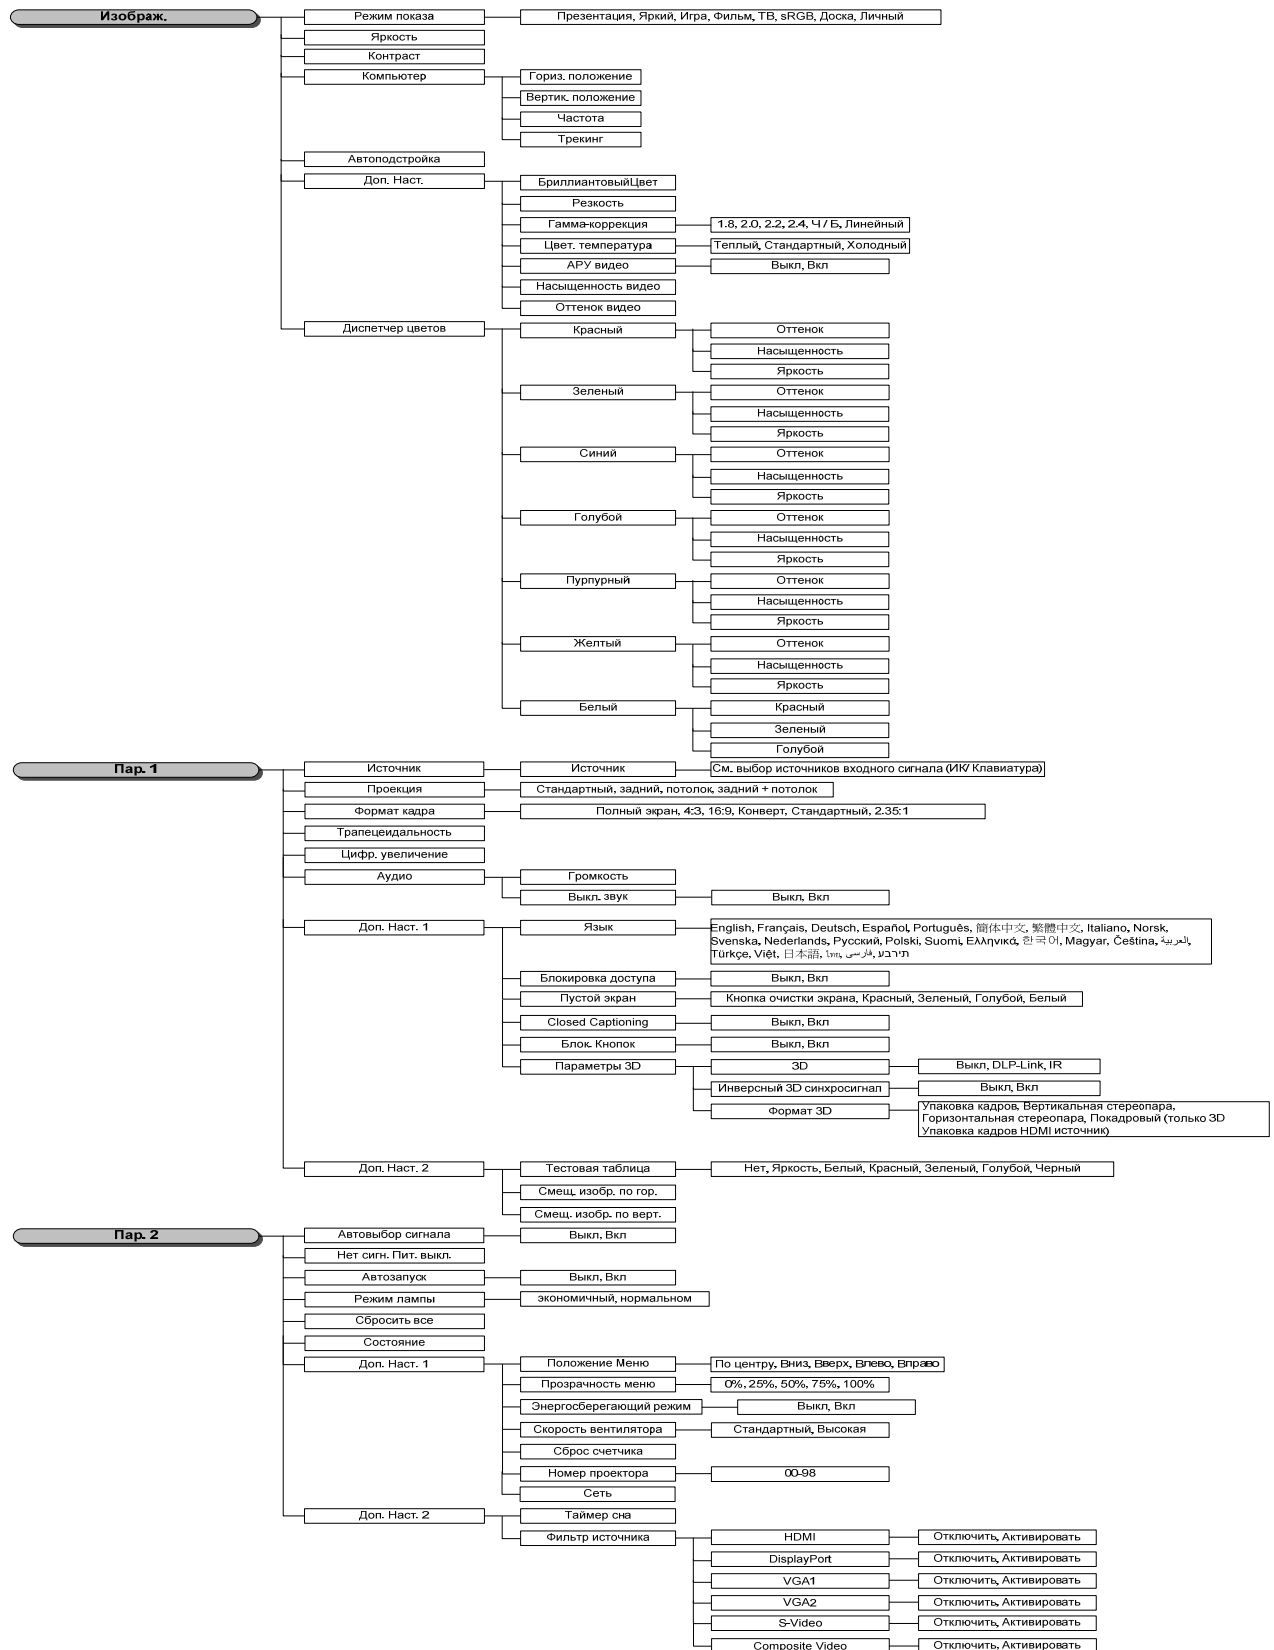 Изображ.
Режим показа
Презентация, Яркий, Игра, Фильм, ТВ, sRGB, Доска, Личный
Яркость
Контраст
Компьютер
Гориз. положение
Вертик. положение
Частота
Трекинг
Автоподстройка
Доп. Наст.
БриллиантовыйЦвет
Резкость
Гамма-коррекция
1.8, 2.0, 2.2, 2.4, Ч / Б, Линейный
Цвет. температура
Теплый, Стандартный, Холодный
АРУ видео
Выкл, Вкл
Насыщенность видео
Оттенок видео
Диспетчер цветов
Красный
Оттенок
Насыщенность
Яркость
Зеленый
Оттенок
Насыщенность
Яркость
Синий
Оттенок
Насыщенность
Яркость
Голубой
Оттенок
Насыщенность
Яркость
Пурпурный
Оттенок
Насыщенность
Яркость
Желтый
Оттенок
Насыщенность
Яркость
Белый
Красный
Зеленый
Голубой
Пар. 1
Источник
Источник
См. выбор источников входного сигнала (ИК/ Клавиатура)
Проекция
Стандартный, задний, потолок, задний + потолок
Формат кадра
Полный экран, 4:3, 16:9, Конверт, Стандартный, 2.35:1
Трапецеидальность
Цифр. увеличение
Аудио
Громкость
Выкл. звук
Выкл, Вкл
Доп. Наст. 1
Язык
English, Français, Deutsch, Español, Português, 簡体中文, 繁體中文, Italiano, Norsk,
Svenska, Nederlands, Русский, Polski, Suomi, Ελληνικά, 한국어, Magyar, Čeština, العربية,
Türkçe, Việt, 日本語, ไทย, فارسی, תירבע
Блокировка доступа
Выкл, Вкл
Пустой экран
Кнопка очистки экрана, Красный, Зеленый, Голубой, Белый
Closed Captioning
Выкл, Вкл
Блок. Кнопок
Выкл, Вкл
Параметры 3D
3D
Выкл, DLP-Link, IR
Инверсный 3D синхросигнал
Выкл, Вкл
Формат 3D
Упаковка кадров, Вертикальная стереопара,
Горизонтальная стереопара, Покадровый (только 3D
Упаковка кадров HDMI источник)
Доп. Наст. 2
Тестовая таблица
Нет, Яркость, Белый, Красный, Зеленый, Голубой, Черный
Смещ. изобр. по гор.
Смещ. изобр. по верт.
Пар. 2
Автовыбор сигнала
Выкл, Вкл
Нет сигн. Пит. выкл.
Автозапуск
Выкл, Вкл
Режим лампы
экономичный, нормальном
Сбросить все
Состояние
Доп. Наст. 1
Положение Меню
По центру, Вниз, Вверх, Влево, Вправо
Прозрачность меню
0%, 25%, 50%, 75%, 100%
Энергосберегающий режим
Выкл, Вкл
Скорость вентилятора
Стандартный, Высокая
Сброс счетчика
Номер проектора
00-98
Сеть
Доп. Наст. 2
Таймер сна
Фильтр источника
HDMI
Отключить, Активировать
DisplayPort
Отключить, Активировать
VGA1
Отключить, Активировать
VGA2
Отключить, Активировать
S-Video
Отключить, Активировать
Composite Video
Отключить, Активировать